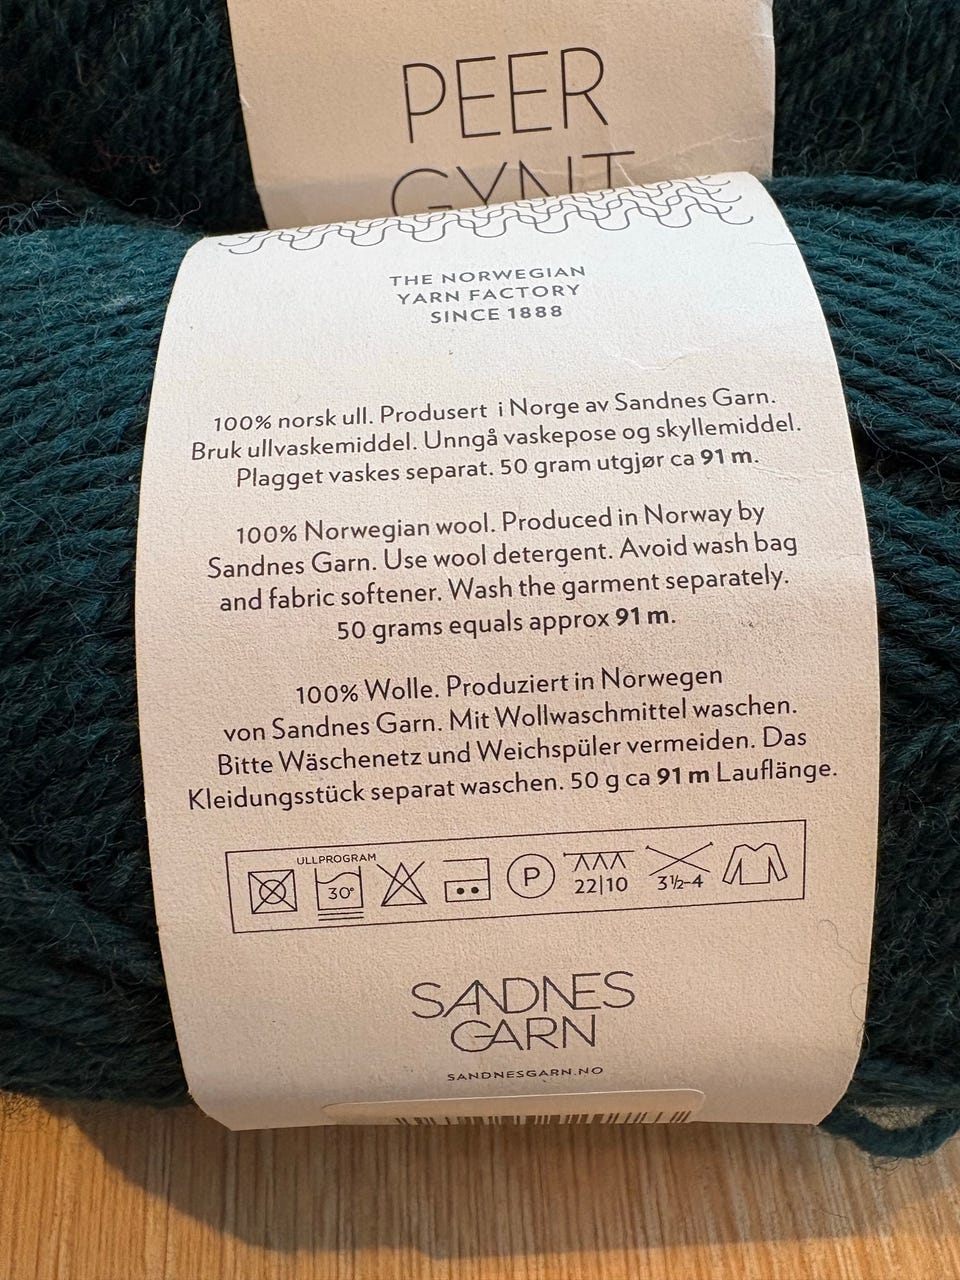 PEER
GYNT
THE NORWEGIAN
YARN FACTORY
SINCE 1888
100% norsk ull. Produsert i Norge av Sandnes Garn.
Bruk ullvaskemiddel. Unngå vaskepose og skyllemiddel.
Plagget vaskes separat. 50 gram utgjør ca 91 m.
100% Norwegian wool. Produced in Norway by
Sandnes Garn. Use wool detergent. Avoid wash bag
and fabric softener. Wash the garment separately.
50 grams equals approx 91 m.
100% Wolle. Produziert in Norwegen
von Sandnes Garn. Mit Wollwaschmittel waschen.
Bitte Wäschenetz und Weichspüler vermeiden. Das
Kleidungsstück separat waschen. 50 g ca 91 m Lauflänge.
ULLPROGRAM
30° P 22|10 3½-4
SANDNES
GARN
SANDNESGARN.NO